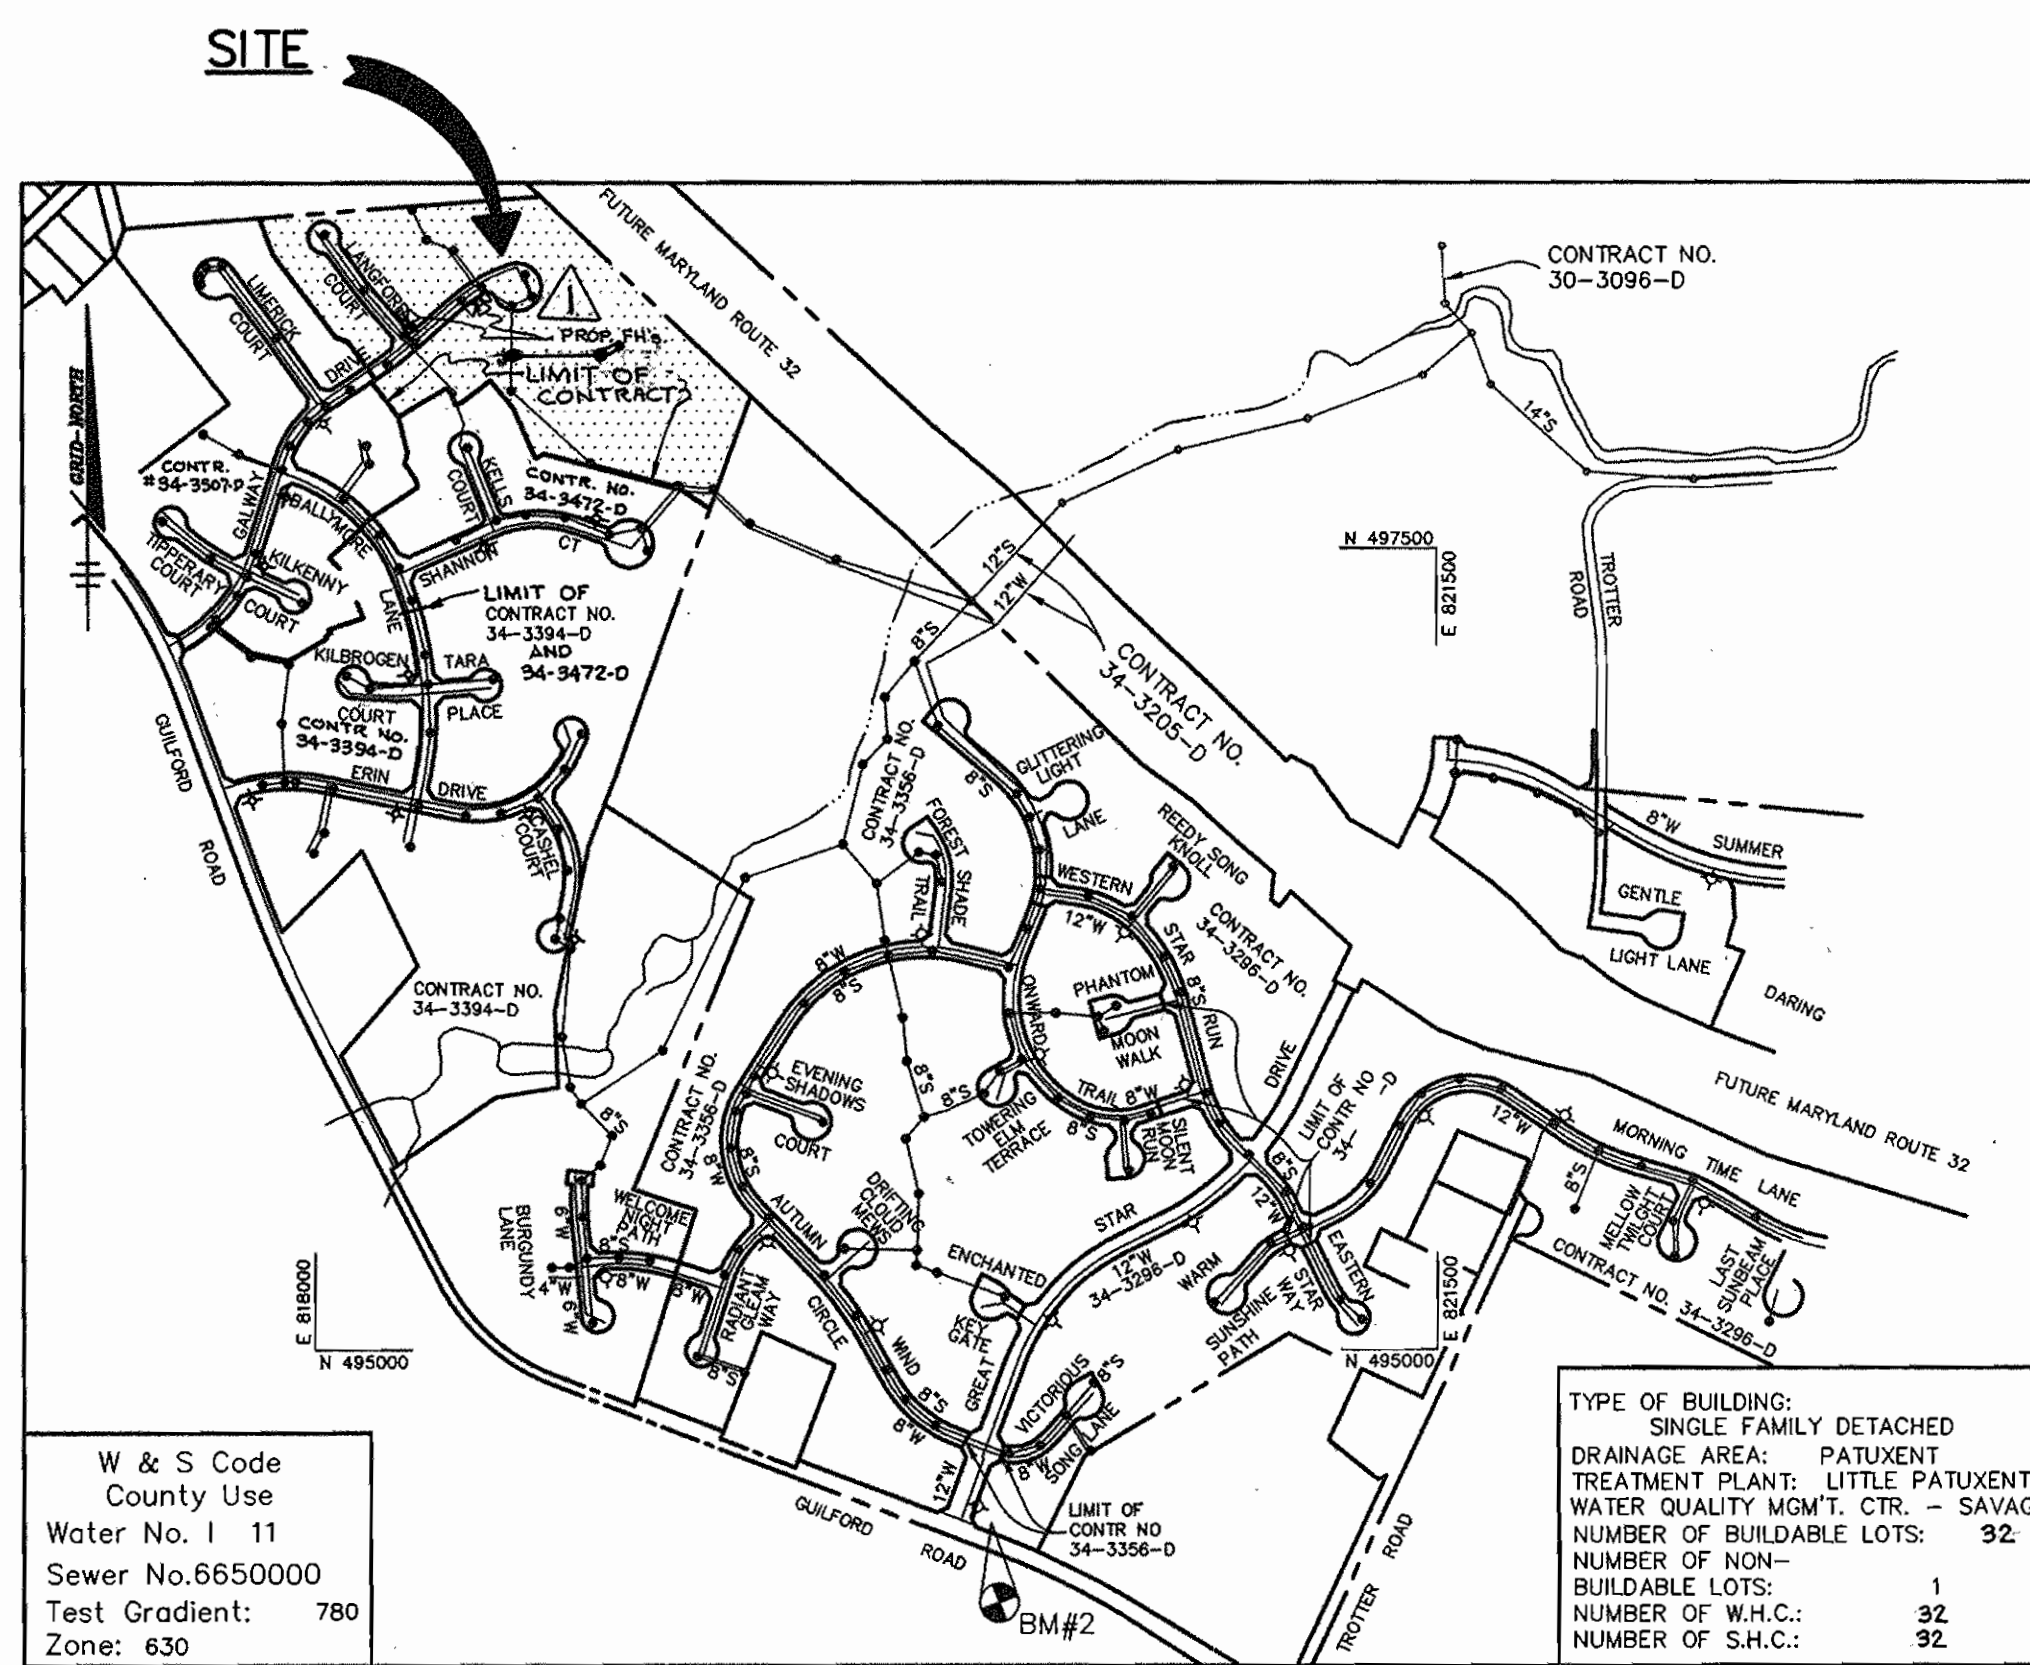 SITE
FUTURE MARYLAND ROUTE 32
CONTRACT NO.
30-3096-D
LANGFORD
COURT
LIMERICK
COURT
DRIVE
1
PROP. FH's
LIMIT OF
CONTRACT
GRID-NORTH
14"S
CONTR.
#34-3507-D
GALWAY
BALLYMORE
LANE
KELLS
COURT
CONTR. NO.
34-3472-D
SHANNON
CT
TIPPERARY
COURT
KILKENNY
COURT
LIMIT OF
CONTRACT NO.
34-3394-D
AND
34-3472-D
KILBROGEN
COURT
TARA
PLACE
CONTR NO.
34-3394-D
12"S
12"W
8"S
CONTRACT NO.
34-3205-D
N 497500
E 821500
TROTTER
ROAD
GUILFORD
ROAD
ERIN
DRIVE
CASHEL
COURT
CONTRACT NO.
34-3356-D
8"S
GLITTERING
LIGHT
LANE
FOREST
SHADE
TRAIL
REEDY SONG
KNOLL
WESTERN
12"W
STAR
8"S
RUN
CONTRACT NO.
34-3296-D
8"W
SUMMER
GENTLE
LIGHT LANE
DARING
CONTRACT NO.
34-3394-D
8"W
8"S
ONWARD
PHANTOM
MOON
WALK
TRAIL 8"W
8"S
DRIVE
LIMIT OF
CONTR NO
34- -D
FUTURE MARYLAND ROUTE 32
EVENING
SHADOWS
COURT
8"S
8"S
TOWERING
ELM
TERRACE
SILENT
MOON
RUN
CONTRACT NO.
34-3356-D
8"W
8"S
8"S
12"W
8"S
MORNING TIME LANE
MELLOW
TWILIGHT
COURT
LAST
SUNBEAM
PLACE
CONTRACT NO. 34-3296-D
BURGUNDY
LANE
6"W
WELCOME
NIGHT
PATH
8"S
4"W
8"W
8"W
6"W
RADIANT
GLEAM
WAY
8"S
AUTUMN
CIRCLE
WIND
DRIFTING
CLOUD
MEWS
ENCHANTED
KEY
GATE
STAR
12"W
34-3296-D
8"S
12"W
WARM
SUNSHINE
PATH
EASTERN
STAR
WAY
E 821500
N 495000
E 818000
N 495000
GREAT
VICTORIOUS
SONG LANE
8"S
8"S
8"W
8"W
12"W
LIMIT OF
CONTR NO
34-3356-D
GUILFORD
ROAD
BM#2
TROTTER
ROAD
W & S Code
County Use
Water No. I 11
Sewer No.6650000
Test Gradient: 780
Zone: 630
TYPE OF BUILDING:
SINGLE FAMILY DETACHED
DRAINAGE AREA: PATUXENT
TREATMENT PLANT: LITTLE PATUXENT
WATER QUALITY MGM'T. CTR. - SAVAG
NUMBER OF BUILDABLE LOTS: 32
NUMBER OF NON-
BUILDABLE LOTS: 1
NUMBER OF W.H.C.: 32
NUMBER OF S.H.C.: 32